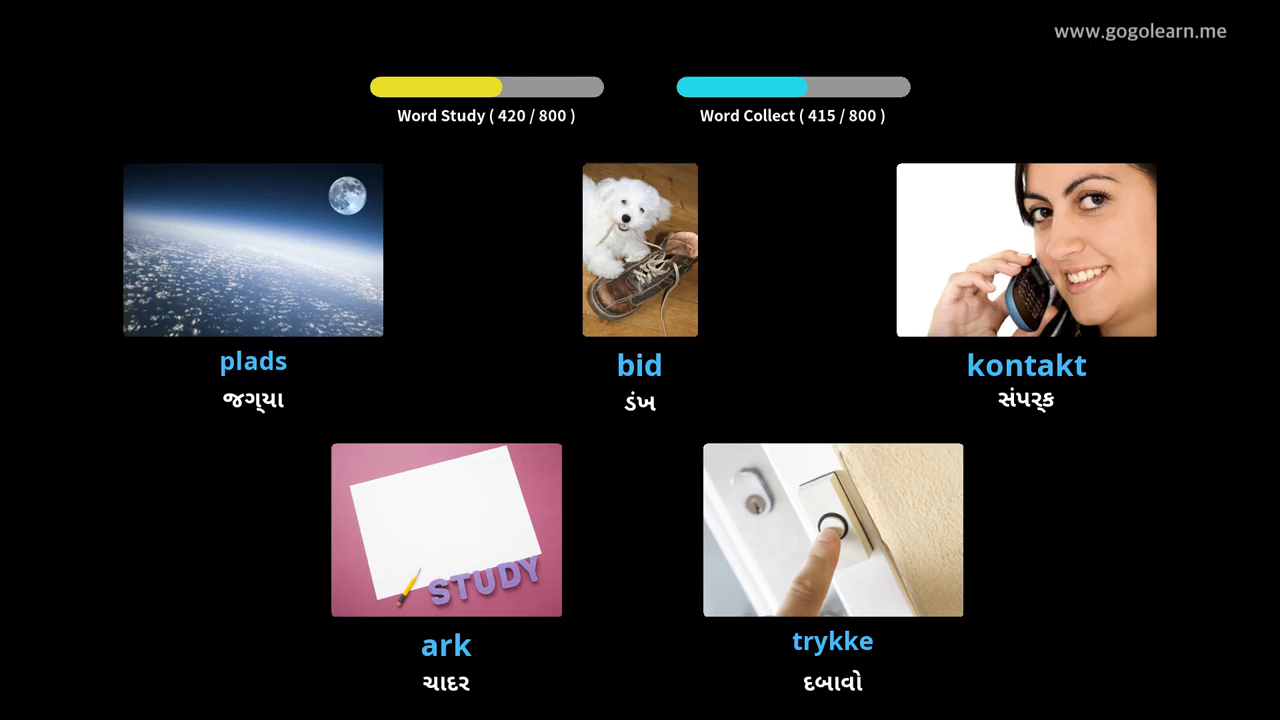 www.gogolearn.me
Word Study ( 420 / 800 )
Word Collect ( 415 / 800 )
plads
જગ્યા
bid
ડંખ
kontakt
સંપર્ક
STUDY
ark
ચાદર
trykke
દબાવો